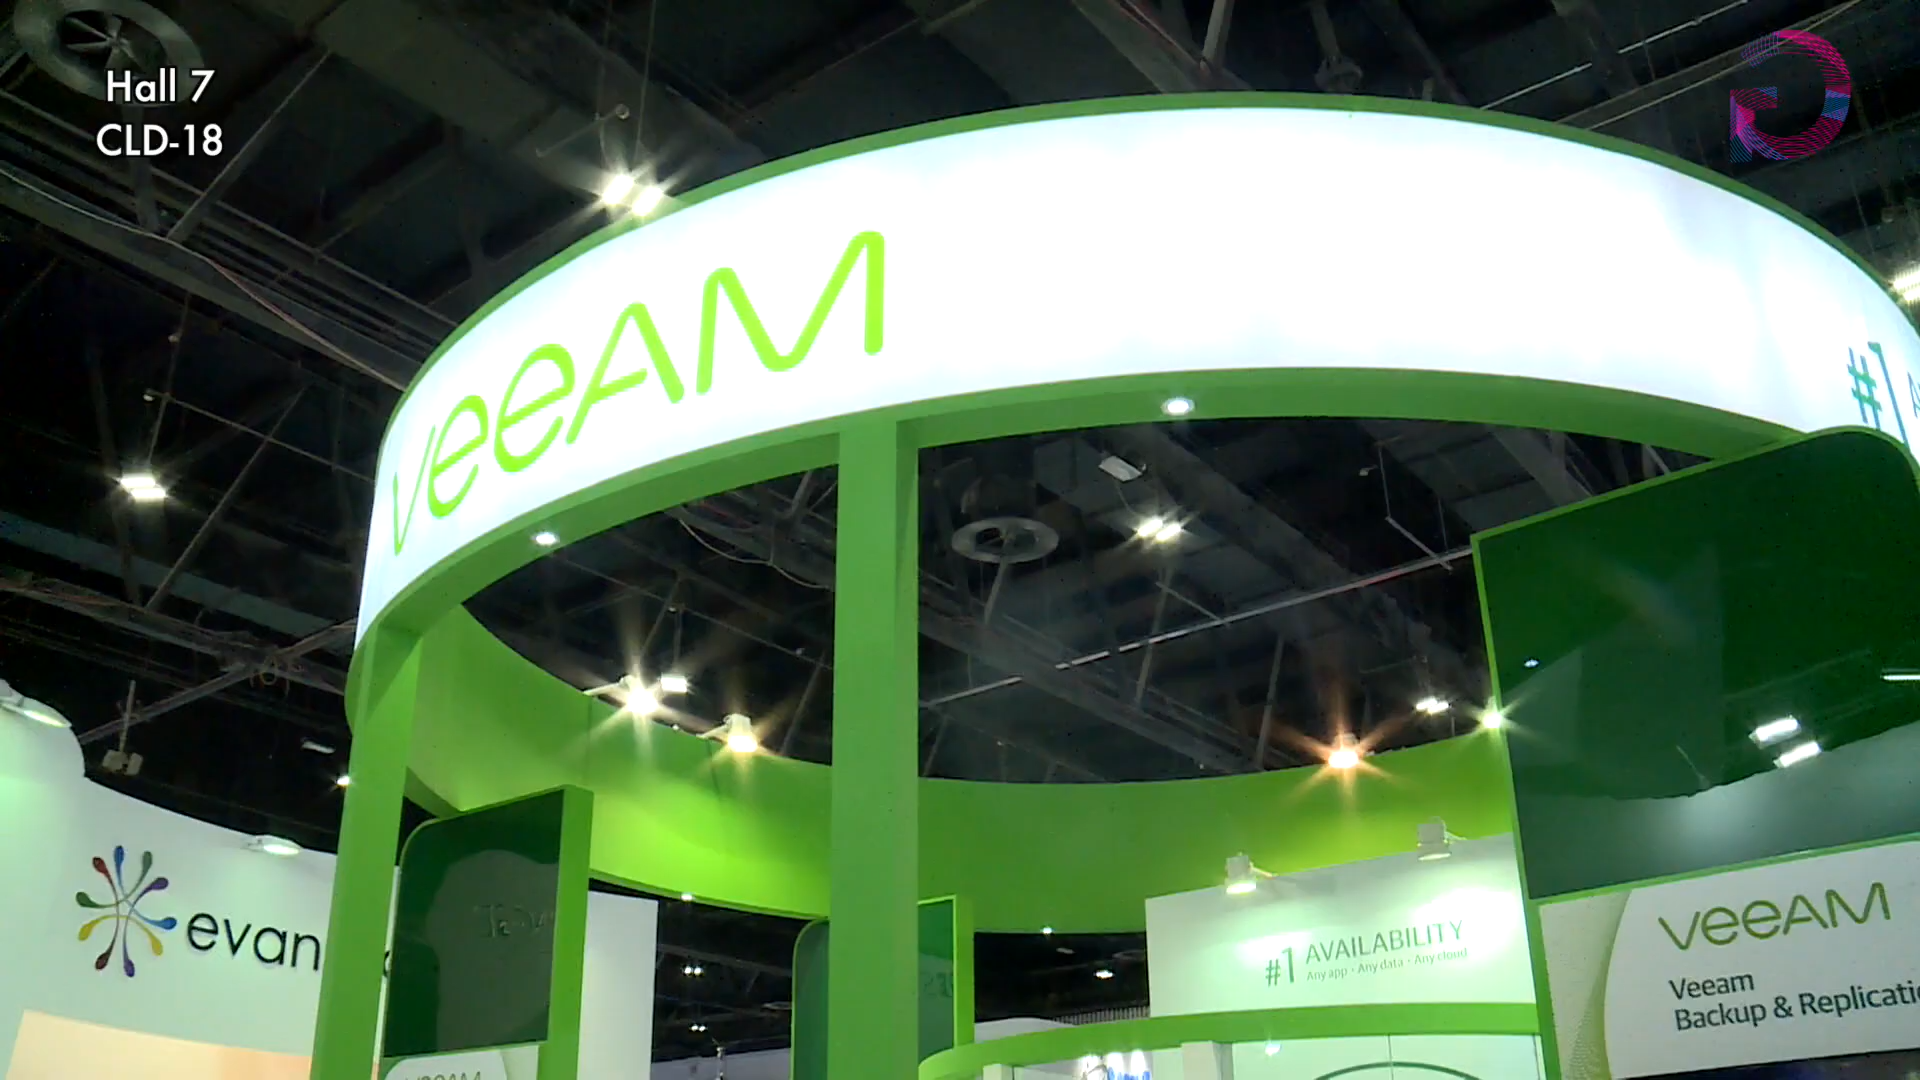 Hall 7
CLD-18
veeAM
#1
evan
#1 AVAILABILITY
Any app • Any data • Any cloud
veeAM
Veeam
Backup & Replicatio
veeAM